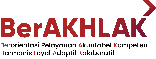 BerAKHLAK
Berorientasi Pelayanan Akuntabel Kompeten
Harmonis Loyal Adaptif Kolaboratif